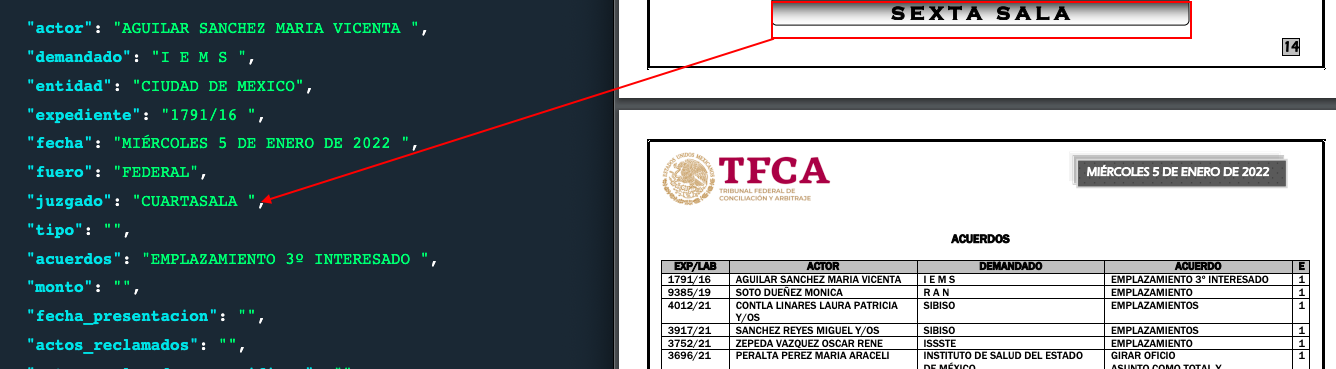 "actor": "AGUILAR SANCHEZ MARIA VICENTA ",
"demandado": "I E M S ",
"entidad": "CIUDAD DE MEXICO",
"expediente": "1791/16 ",
"fecha": "MIÉRCOLES 5 DE ENERO DE 2022 ",
"fuero": "FEDERAL",
"juzgado": "CUARTASALA ",
"tipo": "",
"acuerdos": "EMPLAZAMIENTO 3º INTERESADO ",
"monto": "",
"fecha_presentacion": "",
"actos_reclamados": "",
SEXTA SALA
14
TFCA
TRIBUNAL FEDERAL DE
CONCILIACIÓN Y ARBITRAJE
MIÉRCOLES 5 DE ENERO DE 2022
ACUERDOS
EXP/LAB ACTOR DEMANDADO ACUERDO E
1791/16 AGUILAR SANCHEZ MARIA VICENTA I E M S EMPLAZAMIENTO 3º INTERESADO 1
9385/19 SOTO DUEÑEZ MONICA R A N EMPLAZAMIENTO 1
4012/21 CONTLA LINARES LAURA PATRICIA SIBISO EMPLAZAMIENTOS 1
Y/OS
3917/21 SANCHEZ REYES MIGUEL Y/OS SIBISO EMPLAZAMIENTOS 1
3752/21 ZEPEDA VAZQUEZ OSCAR RENE ISSSTE EMPLAZAMIENTO 1
3696/21 PERALTA PEREZ MARIA ARACELI INSTITUTO DE SALUD DEL ESTADO GIRAR OFICIO 1
DE MÉXICO ASUNTO COMO TOTAL Y